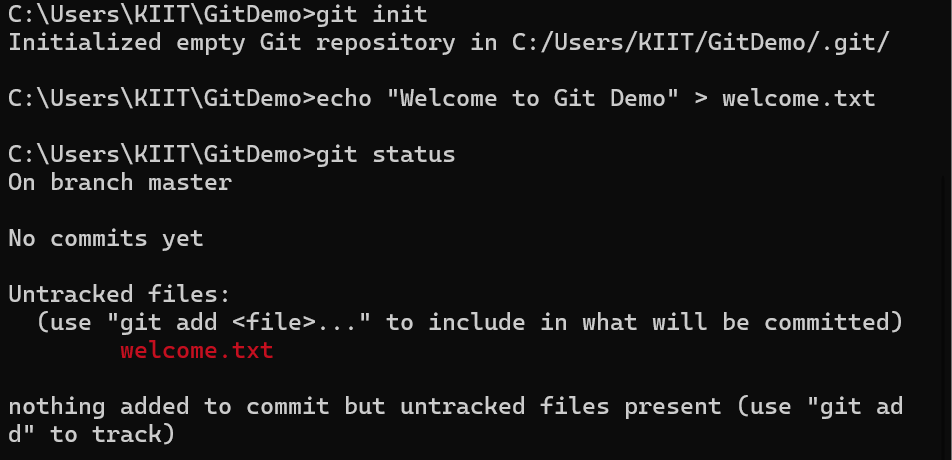 C:\Users\KIIT\GitDemo>git init
Initialized empty Git repository in C:/Users/KIIT/GitDemo/.git/
C:\Users\KIIT\GitDemo>echo "Welcome to Git Demo" > welcome.txt
C:\Users\KIIT\GitDemo>git status
On branch master
No commits yet
Untracked files:
  (use "git add <file>..." to include in what will be committed)
        welcome.txt
nothing added to commit but untracked files present (use "git ad
d" to track)